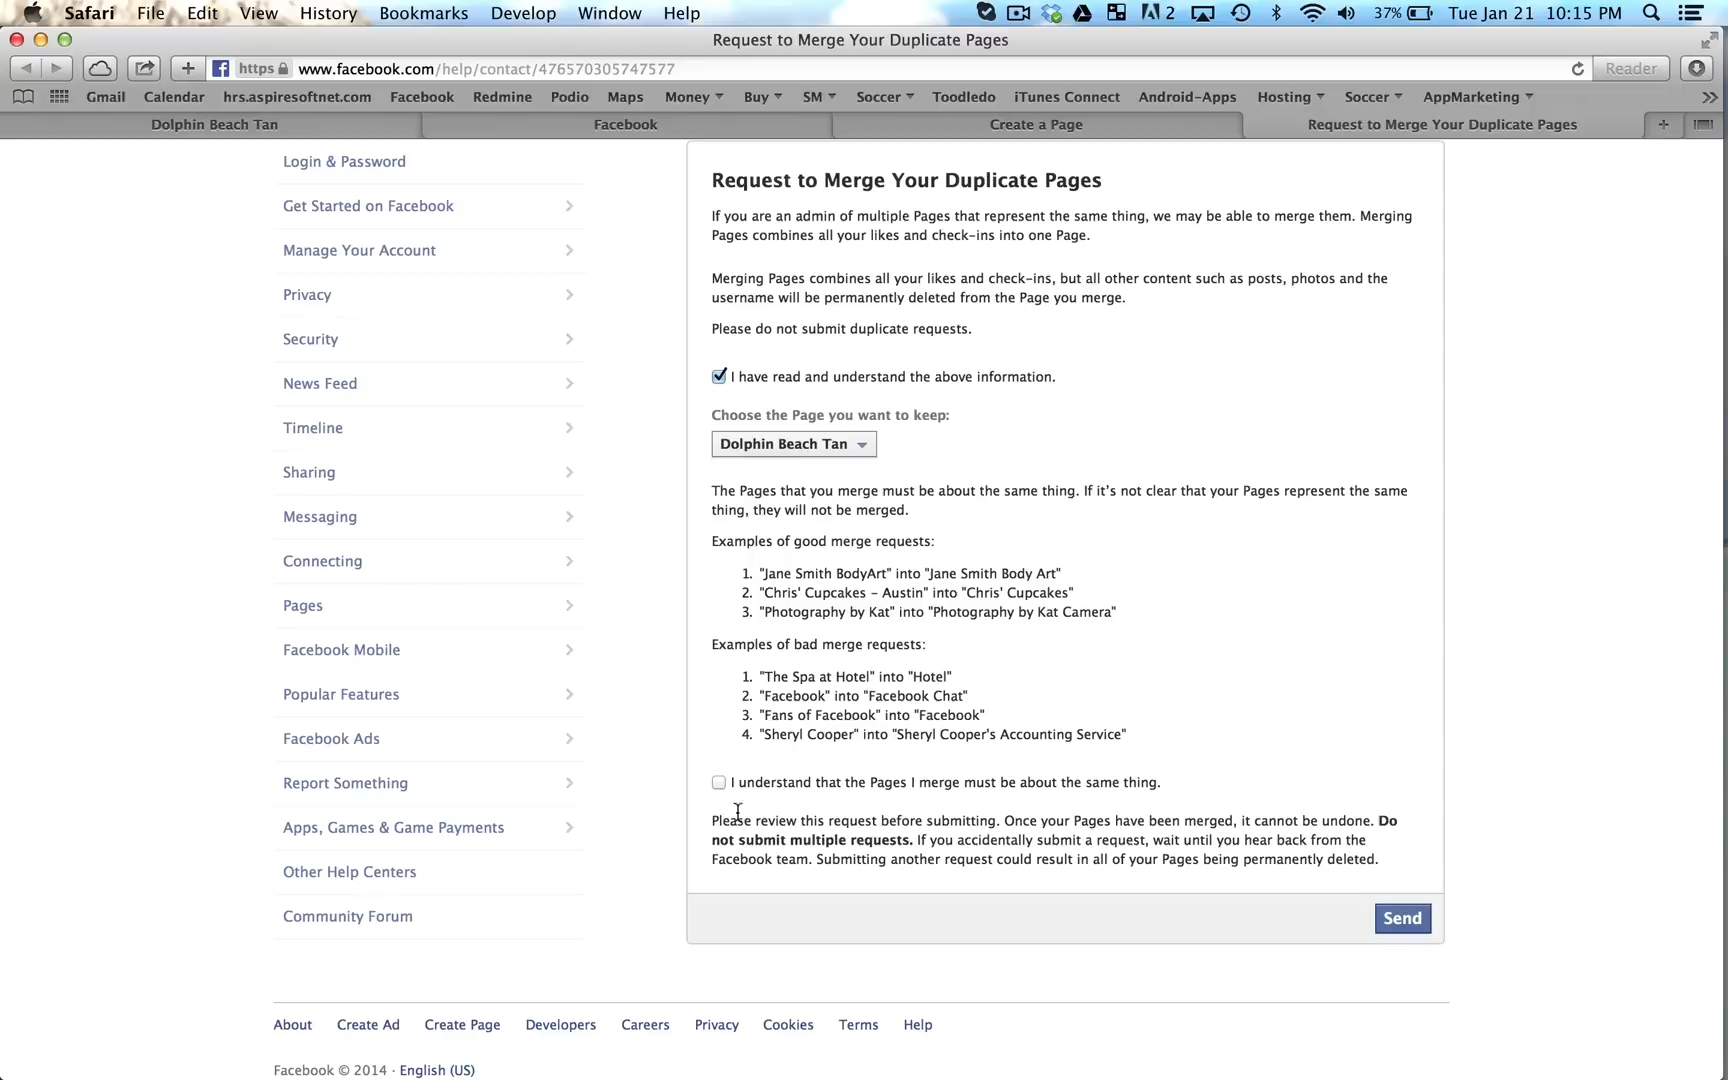 Safari File Edit View History Bookmarks Develop Window Help 2 37% Tue Jan 21 10:15 PM
Request to Merge Your Duplicate Pages
https www.facebook.com/help/contact/476570305747577 Reader
Gmail Calendar hrs.aspiresoftnet.com Facebook Redmine Podio Maps Money Buy SM Soccer Toodledo iTunes Connect Android-Apps Hosting Soccer AppMarketing
Dolphin Beach Tan Facebook Create a Page Request to Merge Your Duplicate Pages
Login & Password
Get Started on Facebook
Manage Your Account
Privacy
Security
News Feed
Timeline
Sharing
Messaging
Connecting
Pages
Facebook Mobile
Popular Features
Facebook Ads
Report Something
Apps, Games & Game Payments
Other Help Centers
Community Forum
Request to Merge Your Duplicate Pages
If you are an admin of multiple Pages that represent the same thing, we may be able to merge them. Merging
Pages combines all your likes and check-ins into one Page.
Merging Pages combines all your likes and check-ins, but all other content such as posts, photos and the
username will be permanently deleted from the Page you merge.
Please do not submit duplicate requests.
I have read and understand the above information.
Choose the Page you want to keep:
Dolphin Beach Tan
The Pages that you merge must be about the same thing. If it's not clear that your Pages represent the same
thing, they will not be merged.
Examples of good merge requests:
1. "Jane Smith BodyArt" into "Jane Smith Body Art"
2. "Chris' Cupcakes - Austin" into "Chris' Cupcakes"
3. "Photography by Kat" into "Photography by Kat Camera"
Examples of bad merge requests:
1. "The Spa at Hotel" into "Hotel"
2. "Facebook" into "Facebook Chat"
3. "Fans of Facebook" into "Facebook"
4. "Sheryl Cooper" into "Sheryl Cooper's Accounting Service"
I understand that the Pages I merge must be about the same thing.
Please review this request before submitting. Once your Pages have been merged, it cannot be undone. Do
not submit multiple requests. If you accidentally submit a request, wait until you hear back from the
Facebook team. Submitting another request could result in all of your Pages being permanently deleted.
Send
About Create Ad Create Page Developers Careers Privacy Cookies Terms Help
Facebook © 2014 · English (US)